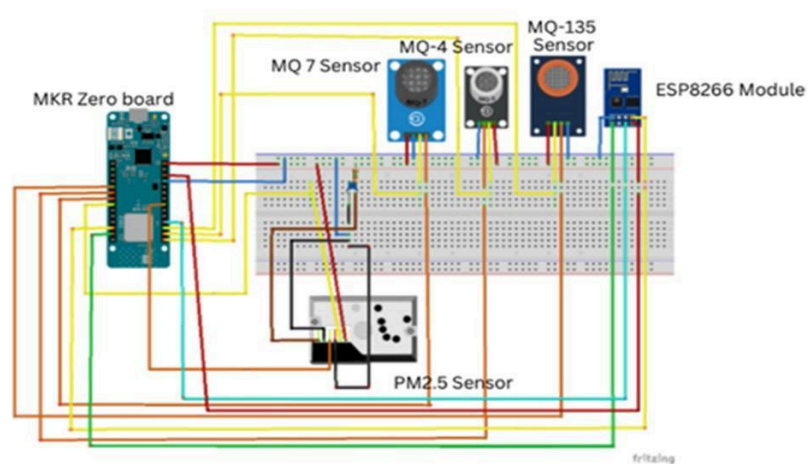 MQ-135
Sensor
MQ-4 Sensor
MQ 7 Sensor
ESP8266 Module
MKR Zero board
PM2.5 Sensor
fritzing